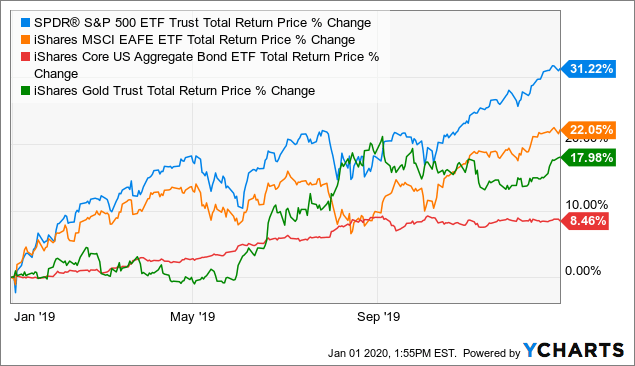 SPDR® S&P 500 ETF Trust Total Return Price % Change
iShares MSCI EAFE ETF Total Return Price % Change
iShares Core US Aggregate Bond ETF Total Return Price %
Change
iShares Gold Trust Total Return Price % Change
31.22%
22.05%
17.98%
10.00%
8.46%
0.00%
Jan '19 May '19 Sep '19
Jan 01 2020, 1:55PM EST. Powered by YCHARTS